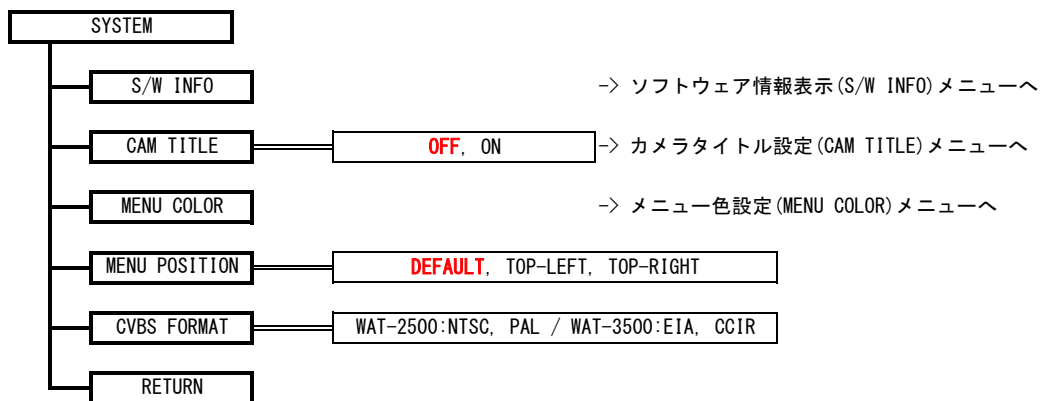 SYSTEM
S/W INFO -> ソフトウェア情報表示(S/W INFO)メニューへ
CAM TITLE OFF, ON -> カメラタイトル設定(CAM TITLE)メニューへ
MENU COLOR -> メニュー色設定(MENU COLOR)メニューへ
MENU POSITION DEFAULT, TOP-LEFT, TOP-RIGHT
CVBS FORMAT WAT-2500:NTSC, PAL / WAT-3500:EIA, CCIR
RETURN